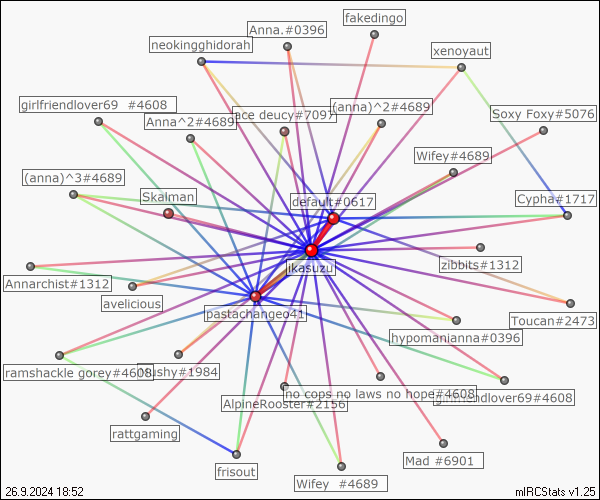 fakedingo
Anna.#0396
neokingghidorah
xenoyaut
girlfriendlover69 #4608
Anna^2#4689
ace deucy#7097
(anna)^2#4689
Soxy Foxy#5076
(anna)^3#4689
Skalman
Wifey#4689
default#0617
Cypha#1717
jkasuzu
zibbits#1312
Annarchist#1312
avelicious
pastachangeo41
Toucan#2473
hypomanianna#0396
ramshackle gorey#4608
#1984
no cops no laws no hope#4608
girlfriendlover69#4608
AlpineRooster#2156
rattgaming
frisout
Mad #6901
Wifey #4689
26.9.2024 18:52
mIRCStats v1.25